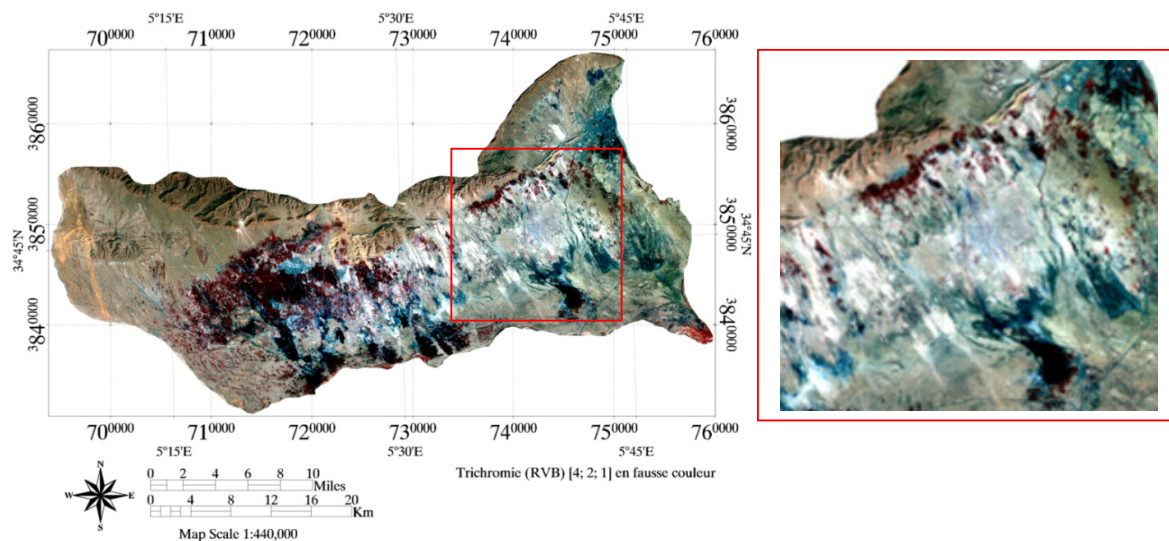 5°15'E 5°30'E 5°45'E
70⁰⁰⁰⁰ 71⁰⁰⁰⁰ 72⁰⁰⁰⁰ 73⁰⁰⁰⁰ 74⁰⁰⁰⁰ 75⁰⁰⁰⁰ 76⁰⁰⁰⁰
386⁰⁰⁰⁰ 386⁰⁰⁰⁰
385⁰⁰⁰⁰ 385⁰⁰⁰⁰
34°45'N 34°45'N
384⁰⁰⁰⁰ 384⁰⁰⁰⁰
70⁰⁰⁰⁰ 71⁰⁰⁰⁰ 72⁰⁰⁰⁰ 73⁰⁰⁰⁰ 74⁰⁰⁰⁰ 75⁰⁰⁰⁰ 76⁰⁰⁰⁰
5°15'E 5°30'E 5°45'E
Trichromie (RVB) [4; 2; 1] en fausse couleur
N
W E
S
0 2 4 6 8 10
Miles
0 4 8 12 16 20
Km
Map Scale 1:440,000